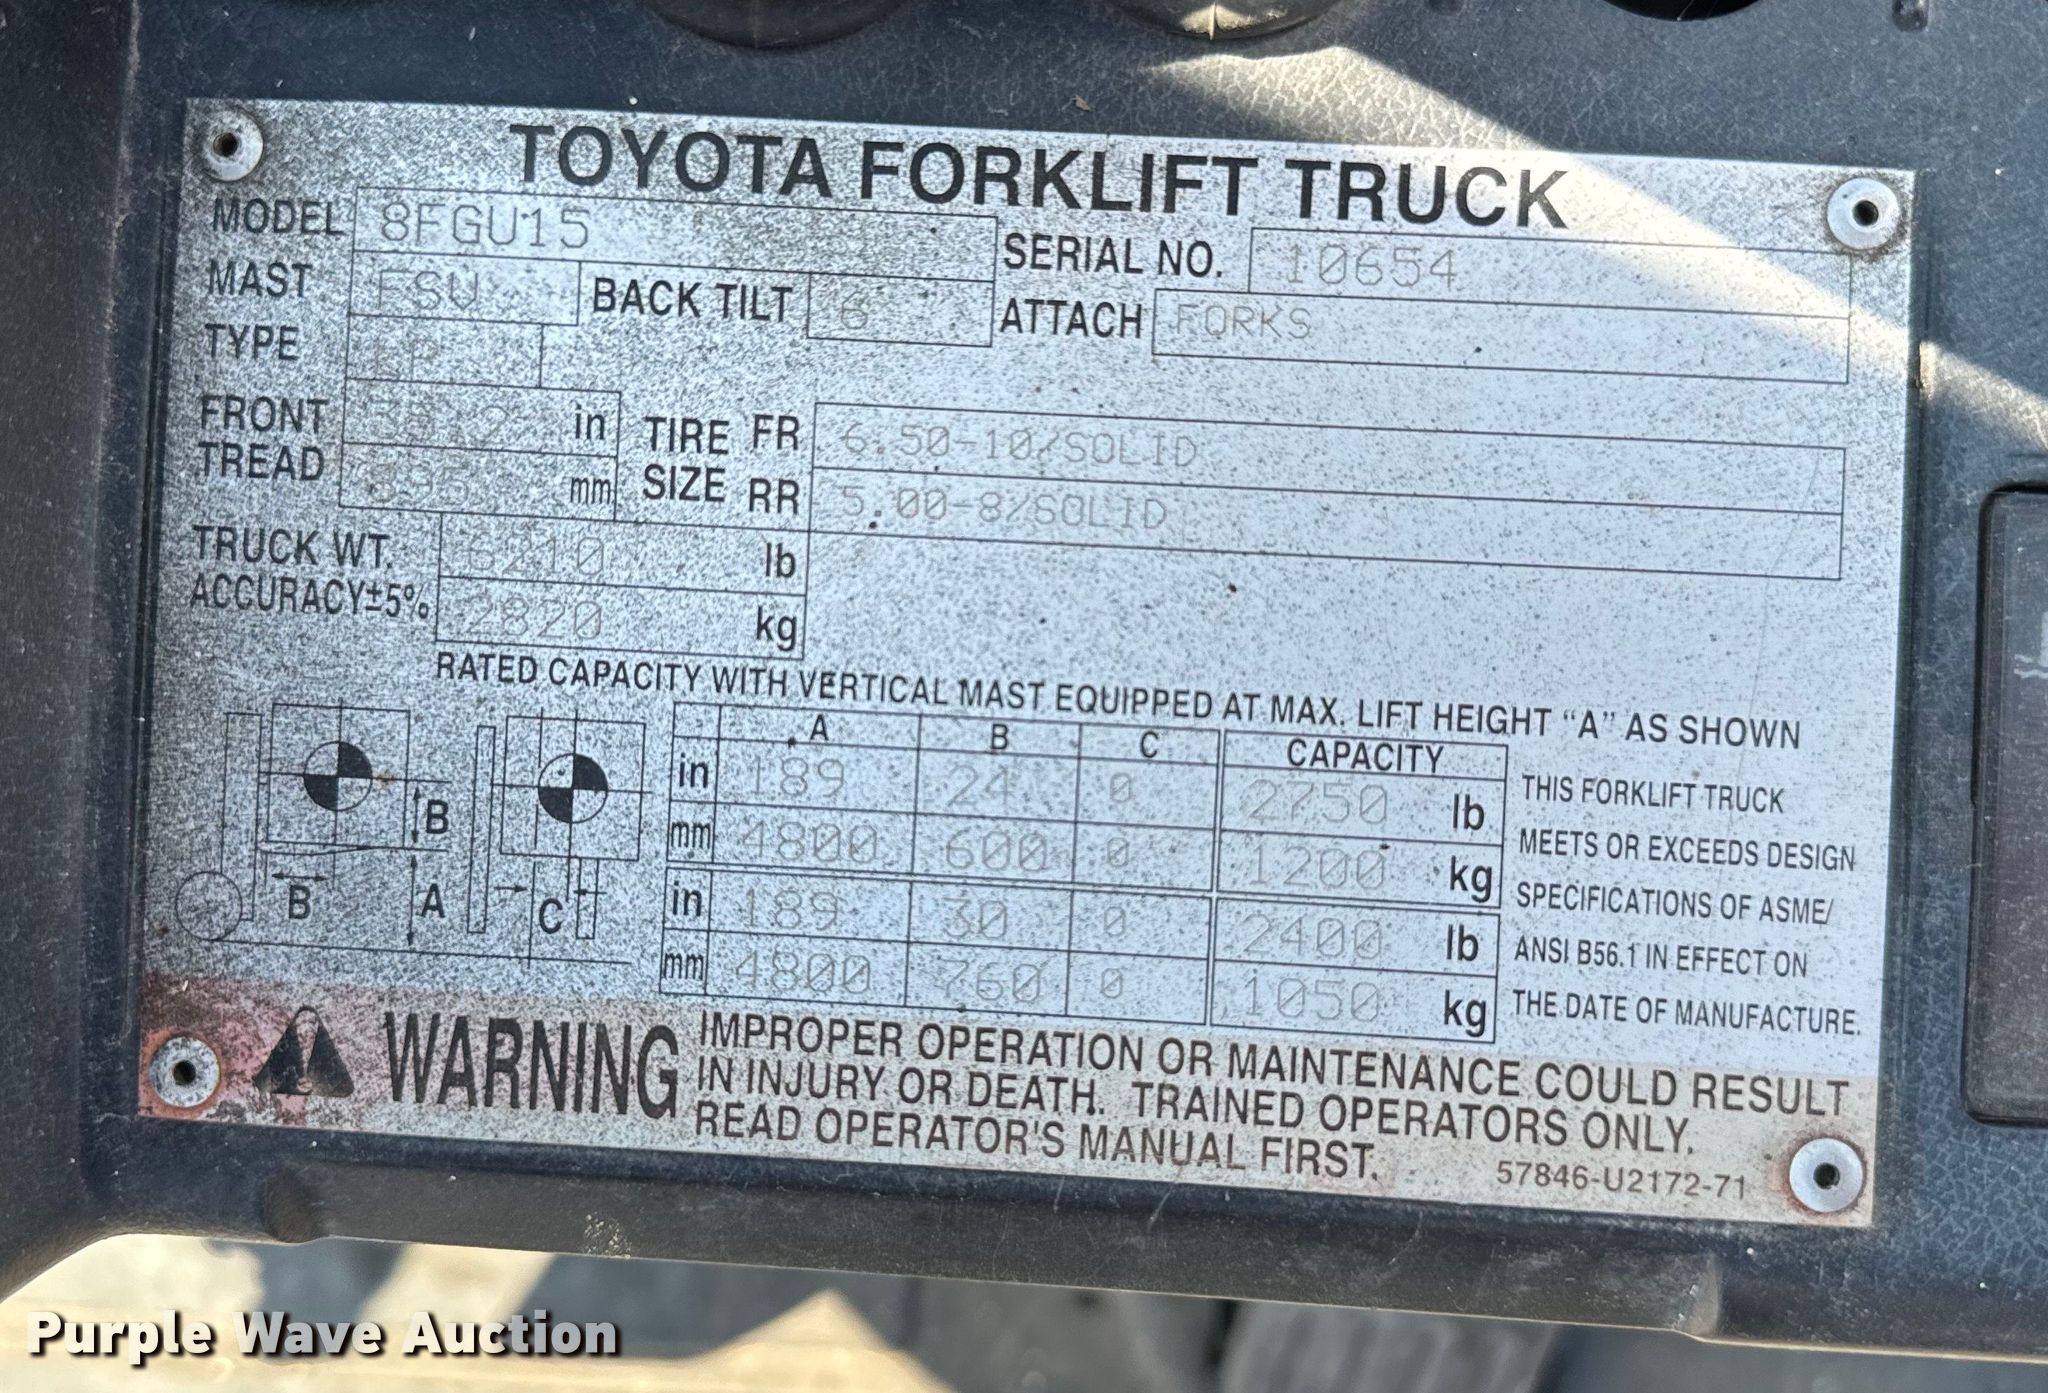 TOYOTA FORKLIFT TRUCK
MODEL 8FGU15 SERIAL NO. 10654
MAST FSV BACK TILT 6 ATTACH FORKS
TYPE LP
FRONT TREAD 35.2 in TIRE SIZE FR 6.50-10/SOLID
895 mm RR 5.00-8/SOLID
TRUCK WT. 6210 lb
ACCURACY±5% 2820 kg
RATED CAPACITY WITH VERTICAL MAST EQUIPPED AT MAX. LIFT HEIGHT "A" AS SHOWN
A B C CAPACITY
in 189 24 0 2750 lb
mm 4800 600 0 1200 kg
in 189 30 0 2400 lb
mm 4800 760 0 1050 kg
B
B A C
THIS FORKLIFT TRUCK
MEETS OR EXCEEDS DESIGN
SPECIFICATIONS OF ASME/
ANSI B56.1 IN EFFECT ON
THE DATE OF MANUFACTURE.
WARNING
IMPROPER OPERATION OR MAINTENANCE COULD RESULT
IN INJURY OR DEATH. TRAINED OPERATORS ONLY.
READ OPERATOR'S MANUAL FIRST.
57846-U2172-71
Purple Wave Auction